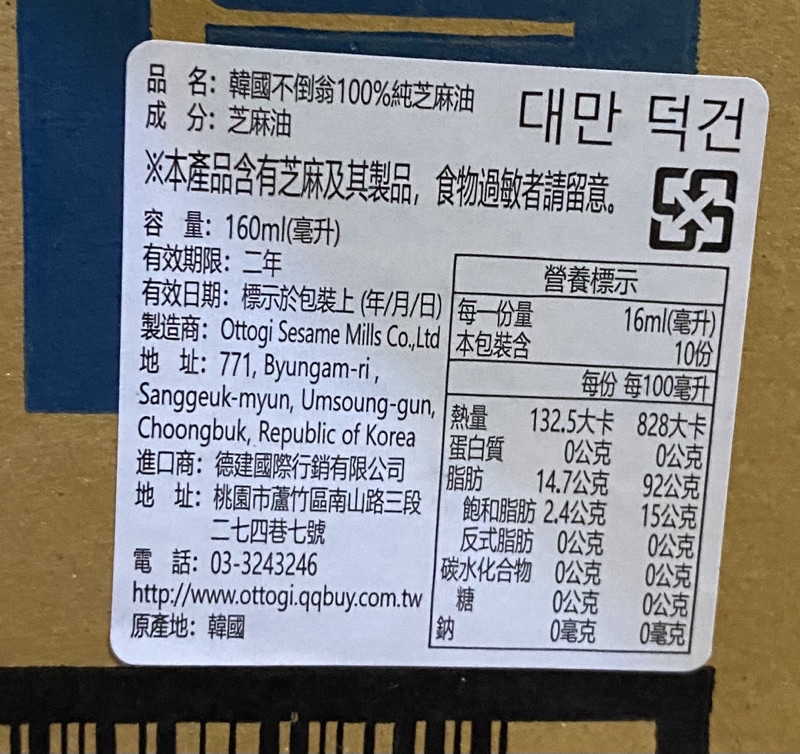 品 名: 韓國不倒翁100%純芝麻油
成 分: 芝麻油
대만 덕건
※本產品含有芝麻及其製品, 食物過敏者請留意。
容 量: 160ml(毫升)
有效期限: 二年
有效日期: 標示於包裝上 (年/月/日)
製造商: Ottogi Sesame Mills Co.,Ltd
地 址: 771, Byungam-ri ,
Sanggeuk-myun, Umsoung-gun,
Choongbuk, Republic of Korea
進口商: 德建國際行銷有限公司
地 址: 桃園市蘆竹區南山路三段
二七四巷七號
電 話: 03-3243246
http://www.ottogi.qqbuy.com.tw
原產地: 韓國
營養標示
每一份量 16ml(毫升)
本包裝含 10份
每份 每100毫升
熱量 132.5大卡 828大卡
蛋白質 0公克 0公克
脂肪 14.7公克 92公克
飽和脂肪 2.4公克 15公克
反式脂肪 0公克 0公克
碳水化合物 0公克 0公克
糖 0公克 0公克
鈉 0毫克 0毫克